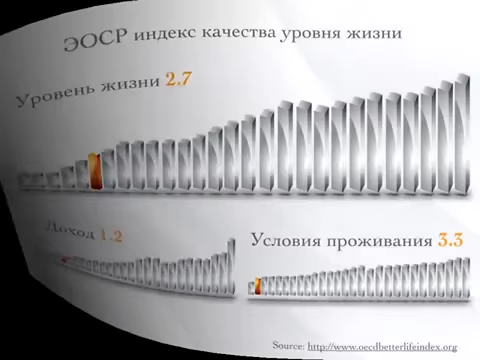 ЭОСР индекс качества уровня жизни
Уровень жизни 2.7
Доход 1.2
Условия проживания 3.3
Source: http://www.oecdbetterlifeindex.org